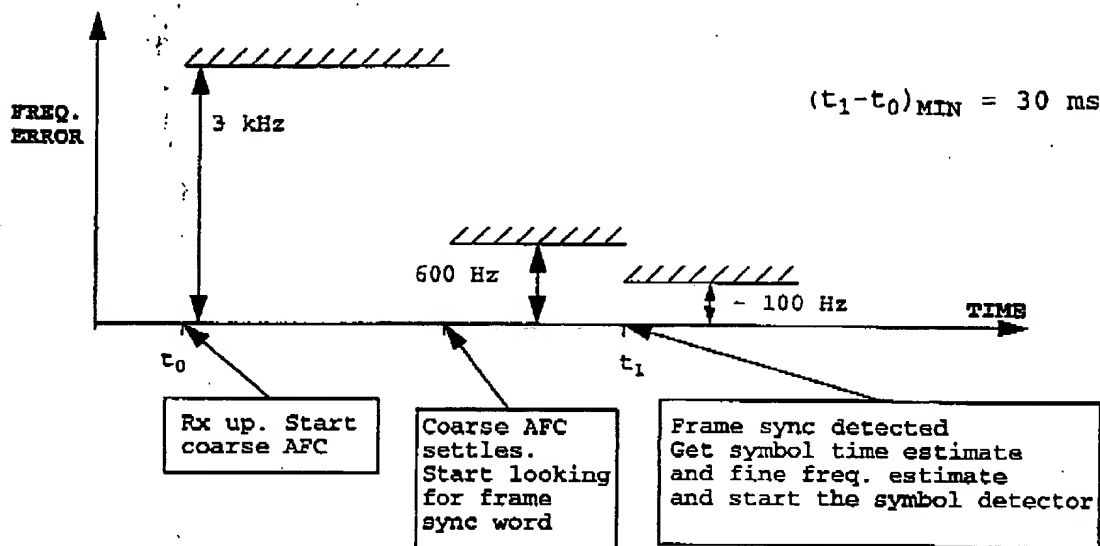 FREQ.
ERROR
3 kHz
(t1-t0)MIN = 30 ms
600 Hz
~ 100 Hz
TIME
t0
t1
Rx up. Start
coarse AFC
Coarse AFC
settles.
Start looking
for frame
sync word
Frame sync detected
Get symbol time estimate
and fine freq. estimate
and start the symbol detector